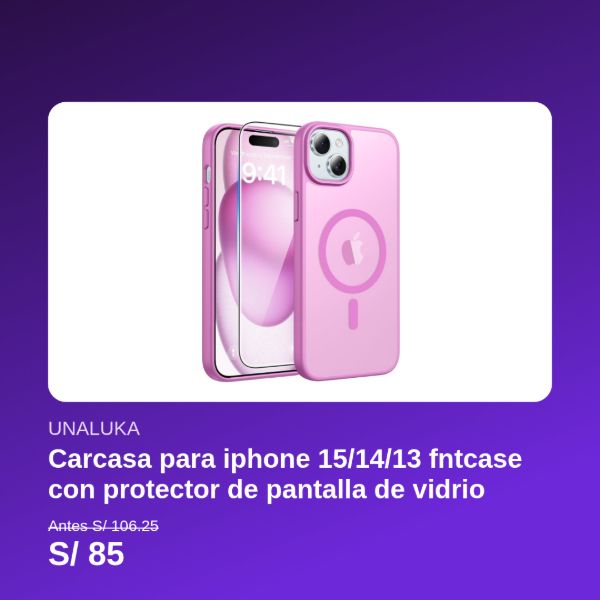 9:41
UNALUKA
Carcasa para iphone 15/14/13 fntcase
con protector de pantalla de vidrio
Antes S/ 106.25
S/ 85